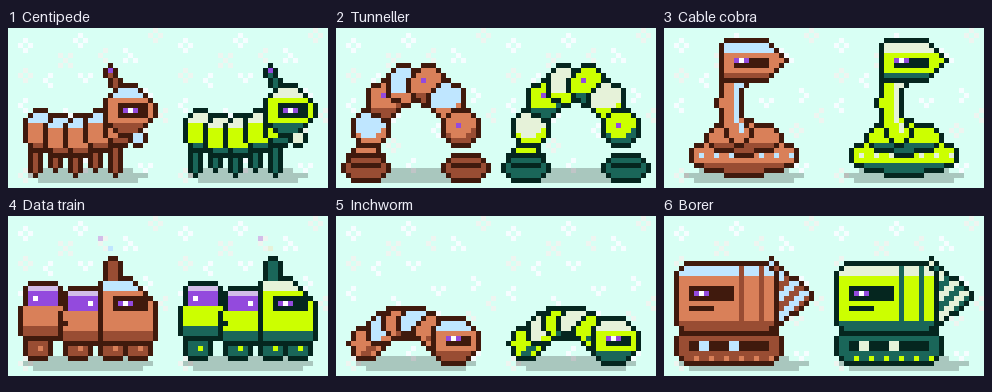 1 Centipede
2 Tunneller
3 Cable cobra
4 Data train
5 Inchworm
6 Borer